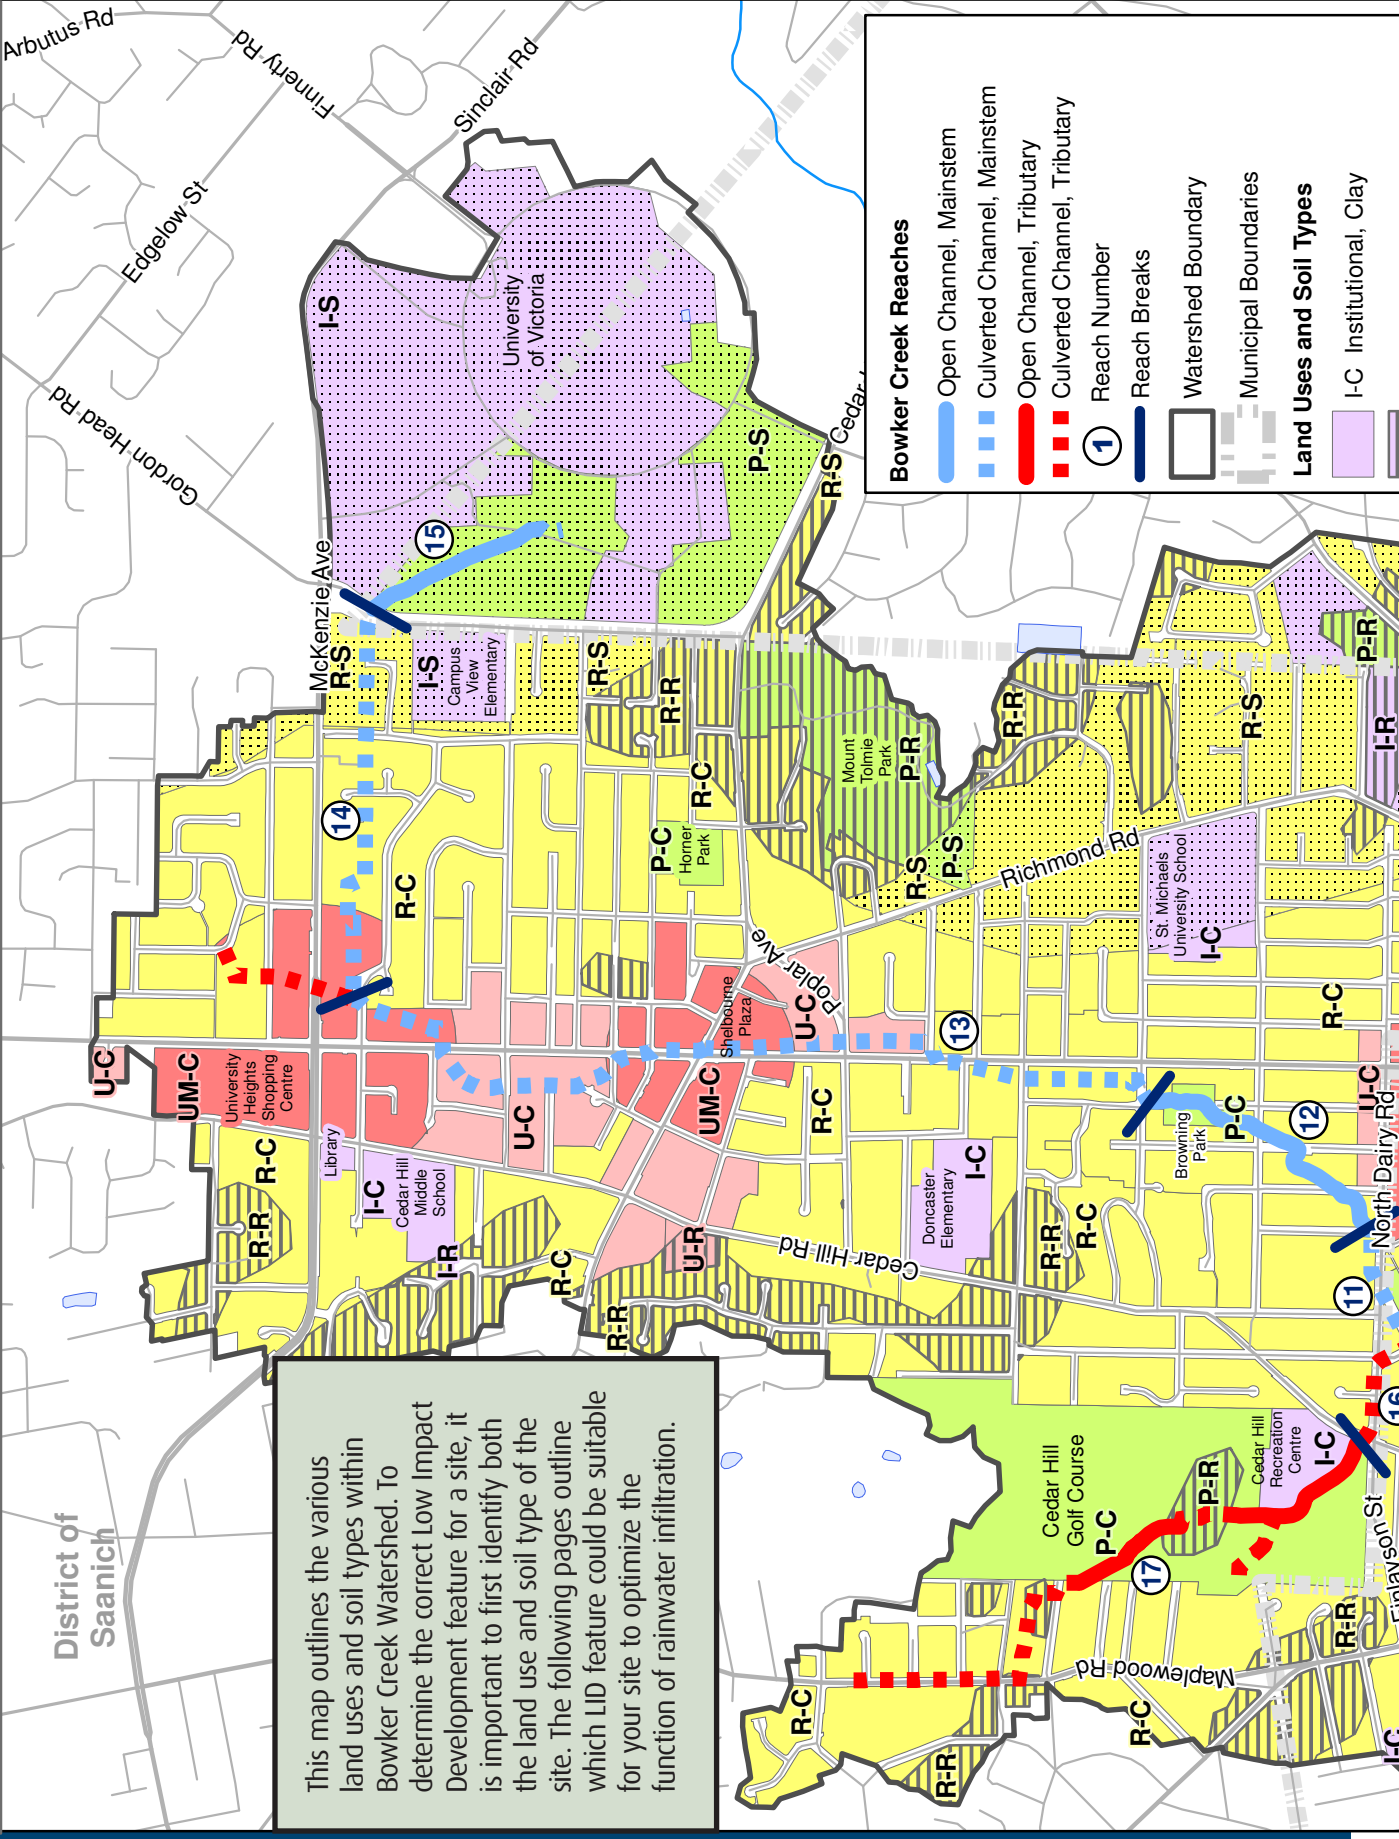 This map outlines the various
land uses and soil types within
Bowker Creek Watershed. To
determine the correct Low Impact
Development feature for a site, it
is important to first identify both
the land use and soil type of the
site. The following pages outline
which LID feature could be suitable
for your site to optimize the
function of rainwater infiltration.
District of
Saanich
Arbutus Rd
Finnerty Rd
Sinclair Rd
Edgelow St
Gordon Head Rd
McKenzie Ave
I-S
University
of Victoria
P-S
R-S
Cedar
15
R-S
I-S
Campus
View
Elementary
R-S
R-R
R-C
14
R-C
P-C
Horner
Park
Mount
Tolmie
Park
P-R
P-S
R-S
R-R
Richmond Rd
R-S
P-R
I-R
St. Michaels
University School
I-C
R-C
U-C
UM-C
University
Heights
Shopping
Centre
Library
R-C
R-R
I-C
Cedar Hill
Middle
School
I-R
U-C
R-C
R-R
Shelbourne
Plaza
Poplar Ave
U-C
UM-C
U-R
R-C
Cedar Hill Rd
13
Doncaster
Elementary
I-C
R-R
R-C
Browning
Park
P-C
12
U-C
North Dairy Rd
11
16
Cedar Hill
Golf Course
P-C
P-R
Cedar Hill
Recreation
Centre
I-C
17
Finlayson St
R-R
Maplewood Rd
R-C
R-C
R-R
I-C
Bowker Creek Reaches
Open Channel, Mainstem
Culverted Channel, Mainstem
Open Channel, Tributary
Culverted Channel, Tributary
1 Reach Number
Reach Breaks
Watershed Boundary
Municipal Boundaries
Land Uses and Soil Types
I-C Institutional, Clay